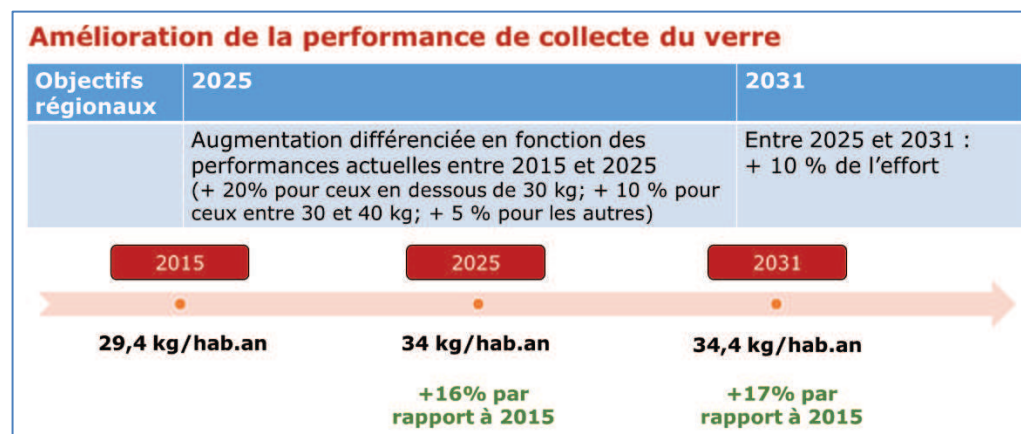 Amélioration de la performance de collecte du verre
Objectifs
régionaux
2025
2031
Augmentation différenciée en fonction des
performances actuelles entre 2015 et 2025
(+ 20% pour ceux en dessous de 30 kg; + 10 % pour
ceux entre 30 et 40 kg; + 5 % pour les autres)
Entre 2025 et 2031 :
+ 10 % de l’effort
2015
2025
2031
29,4 kg/hab.an
34 kg/hab.an
34,4 kg/hab.an
+16% par
rapport à 2015
+17% par
rapport à 2015